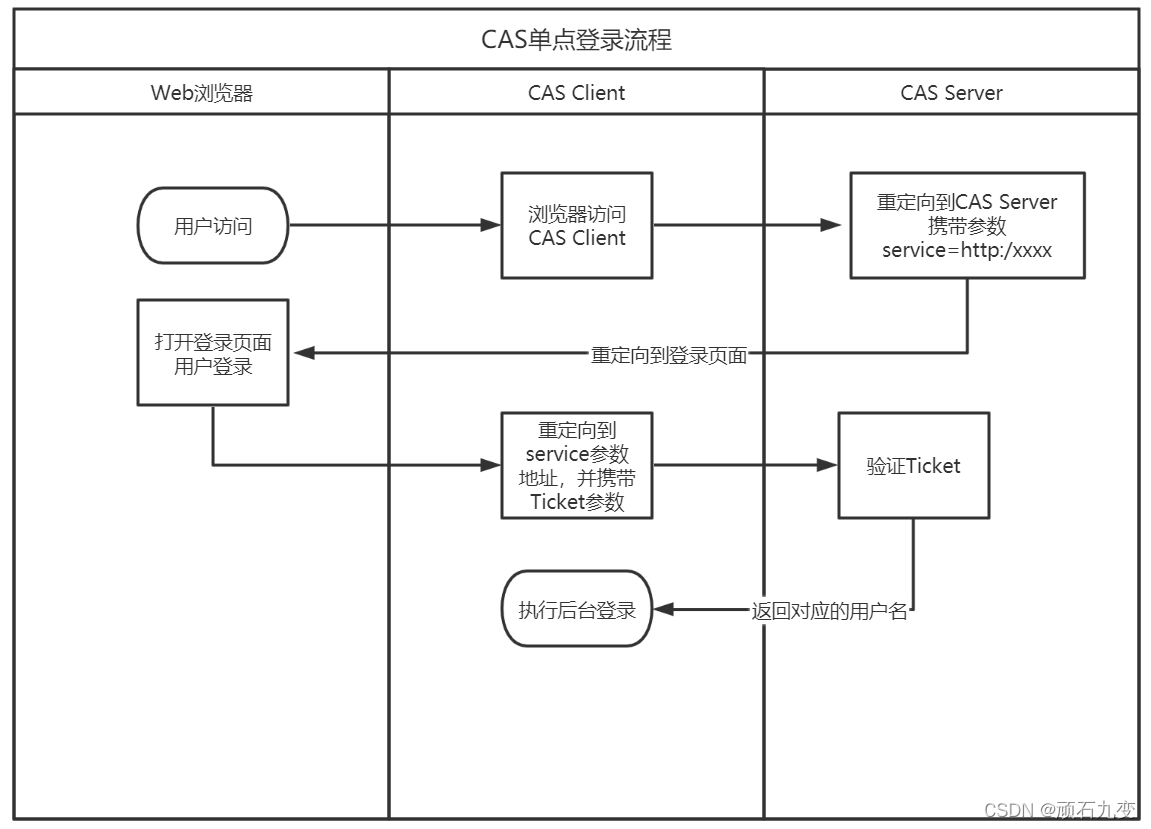 CAS单点登录流程
Web浏览器
CAS Client
CAS Server
用户访问
浏览器访问
CAS Client
重定向到CAS Server
携带参数
service=http:/xxxx
打开登录页面
用户登录
重定向到登录页面
重定向到
service参数
地址，并携带
Ticket参数
验证Ticket
执行后台登录
返回对应的用户名
CSDN @顽石九变